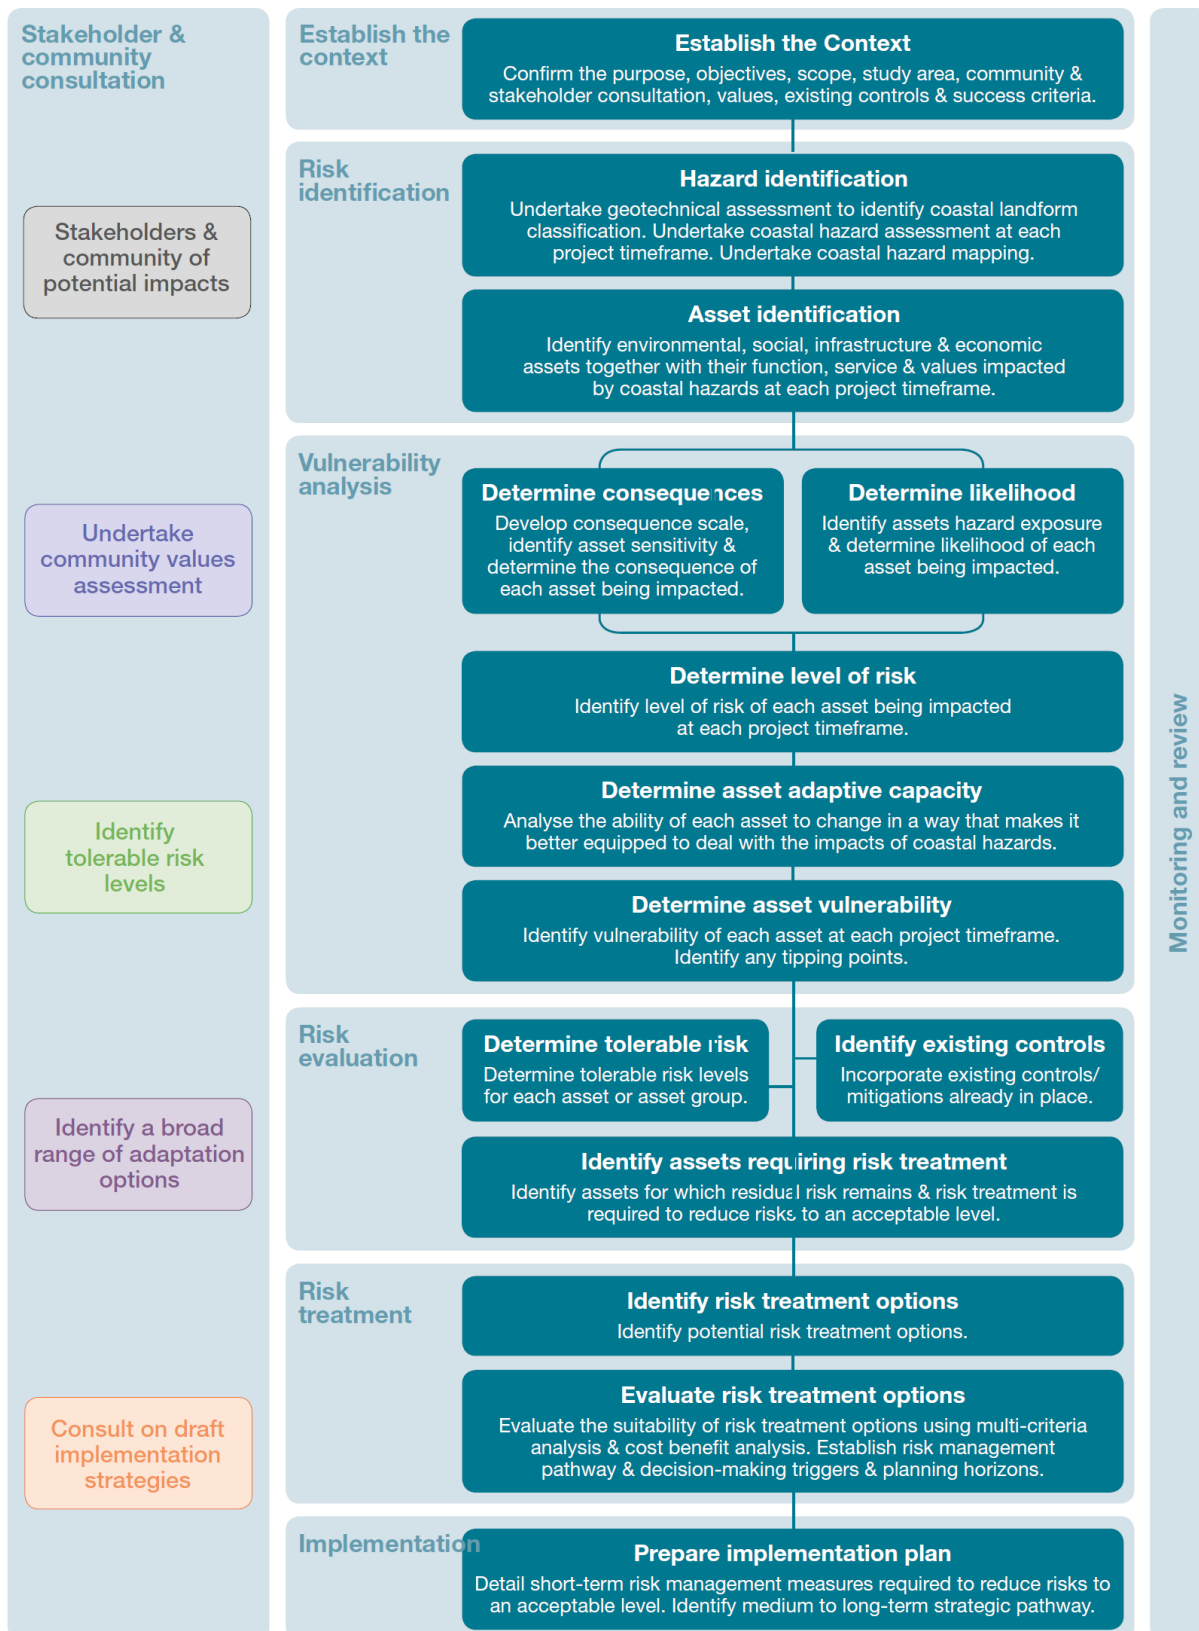 Stakeholder &
community
consultation
Stakeholders &
community of
potential impacts
Undertake
community values
assessment
Identify
tolerable risk
levels
Identify a broad
range of adaptation
options
Consult on draft
implementation
strategies
Establish the
context
Establish the Context
Confirm the purpose, objectives, scope, study area, community &
stakeholder consultation, values, existing controls & success criteria.
Risk
identification
Hazard identification
Undertake geotechnical assessment to identify coastal landform
classification. Undertake coastal hazard assessment at each
project timeframe. Undertake coastal hazard mapping.
Asset identification
Identify environmental, social, infrastructure & economic
assets together with their function, service & values impacted
by coastal hazards at each project timeframe.
Vulnerability
analysis
Determine consequences
Develop consequence scale,
identify asset sensitivity &
determine the consequence of
each asset being impacted.
Determine likelihood
Identify assets hazard exposure
& determine likelihood of each
asset being impacted.
Determine level of risk
Identify level of risk of each asset being impacted
at each project timeframe.
Determine asset adaptive capacity
Analyse the ability of each asset to change in a way that makes it
better equipped to deal with the impacts of coastal hazards.
Determine asset vulnerability
Identify vulnerability of each asset at each project timeframe.
Identify any tipping points.
Risk
evaluation
Determine tolerable risk
Determine tolerable risk levels
for each asset or asset group.
Identify existing controls
Incorporate existing controls/
mitigations already in place.
Identify assets requiring risk treatment
Identify assets for which residual risk remains & risk treatment is
required to reduce risks to an acceptable level.
Risk
treatment
Identify risk treatment options
Identify potential risk treatment options.
Evaluate risk treatment options
Evaluate the suitability of risk treatment options using multi-criteria
analysis & cost benefit analysis. Establish risk management
pathway & decision-making triggers & planning horizons.
Implementation
Prepare implementation plan
Detail short-term risk management measures required to reduce risks to
an acceptable level. Identify medium to long-term strategic pathway.
Monitoring and review